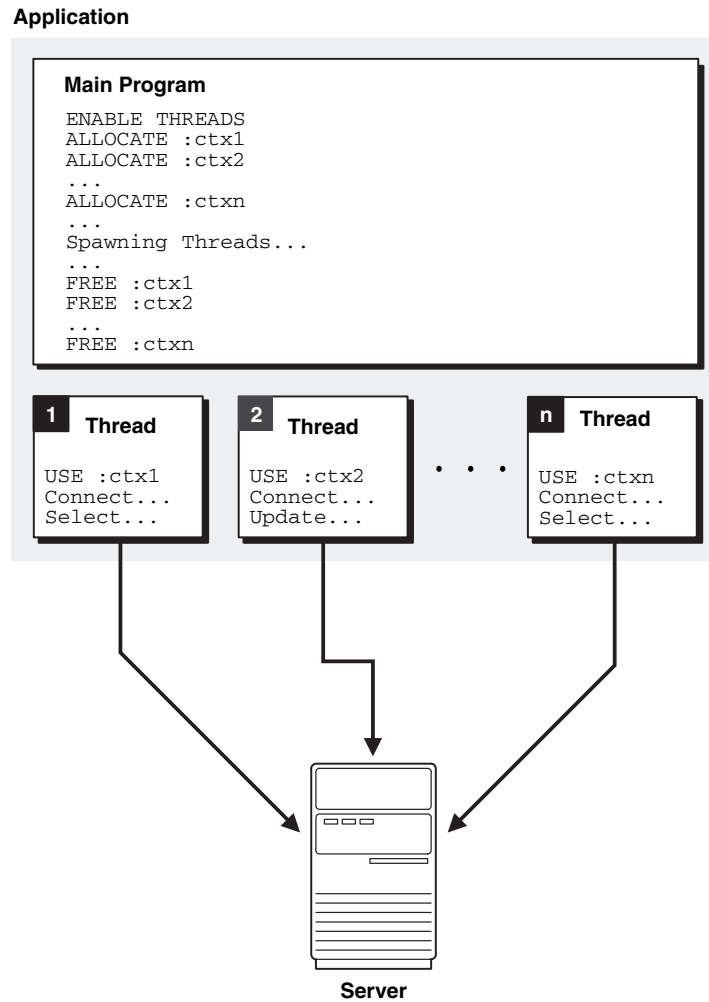 Application
Main Program
ENABLE THREADS
ALLOCATE :ctx1
ALLOCATE :ctx2
...
ALLOCATE :ctxn
...
Spawning Threads...
...
FREE :ctx1
FREE :ctx2
...
FREE :ctxn
1 Thread
USE :ctx1
Connect...
Select...
2 Thread
USE :ctx2
Connect...
Update...
. . .
n Thread
USE :ctxn
Connect...
Select...
Server